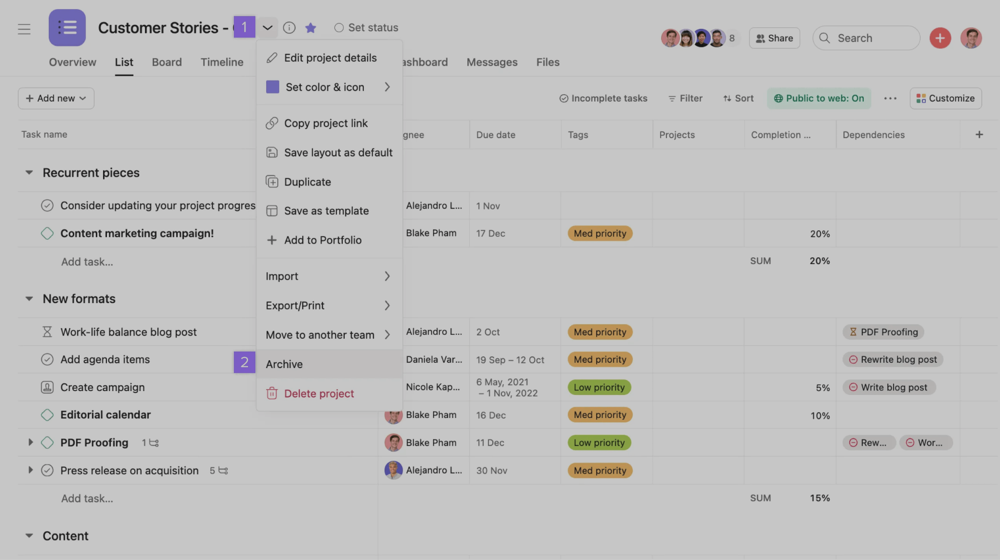 Customer Stories -
1
Set status
8
Share
Search
Overview
List
Board
Timeline
ashboard
Messages
Files
Edit project details
Set color & icon
Copy project link
Save layout as default
Duplicate
Save as template
Add to Portfolio
Import
Export/Print
Move to another team
2
Archive
Delete project
Add new
Incomplete tasks
Filter
Sort
Public to web: On
Customize
Task name
gnee
Due date
Tags
Projects
Completion ...
Dependencies
Recurrent pieces
Consider updating your project progres
Alejandro L...
1 Nov
Content marketing campaign!
Blake Pham
17 Dec
Med priority
20%
Add task...
SUM
20%
New formats
Work-life balance blog post
Alejandro L...
2 Oct
Med priority
PDF Proofing
Add agenda items
Daniela Var...
19 Sep – 12 Oct
Med priority
Rewrite blog post
Create campaign
Nicole Kap...
6 May, 2021
– 1 Nov, 2022
Low priority
5%
Write blog post
Editorial calendar
Blake Pham
16 Dec
Med priority
10%
PDF Proofing
1
Blake Pham
11 Dec
Low priority
Rew...
Wor...
Press release on acquisition
5
Alejandro L...
30 Nov
Med priority
Add task...
SUM
15%
Content